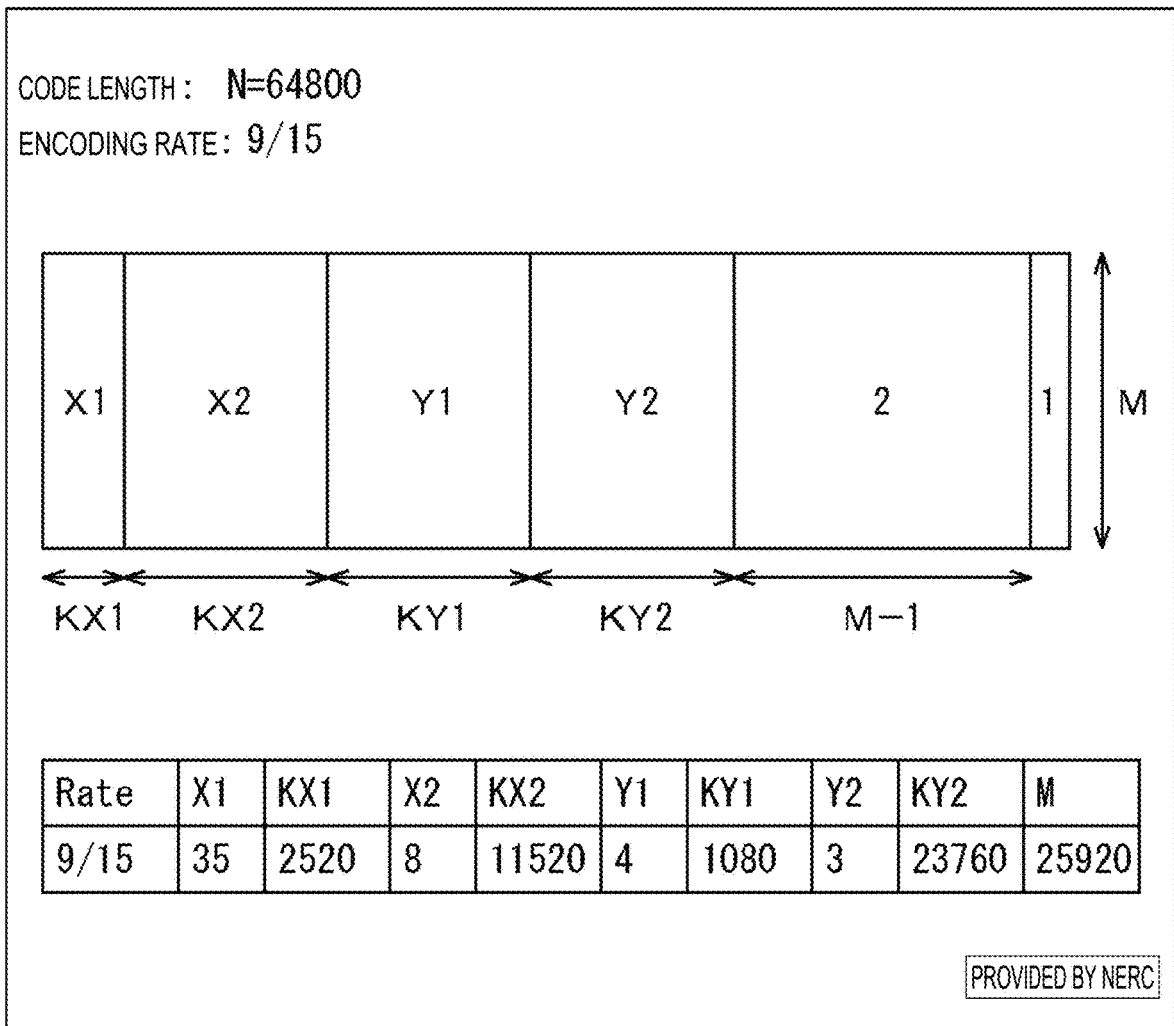 CODE LENGTH : N=64800
ENCODING RATE : 9/15
X1 X2 Y1 Y2 2 1 M
KX1 KX2 KY1 KY2 M-1
Rate X1 KX1 X2 KX2 Y1 KY1 Y2 KY2 M
9/15 35 2520 8 11520 4 1080 3 23760 25920
PROVIDED BY NERC